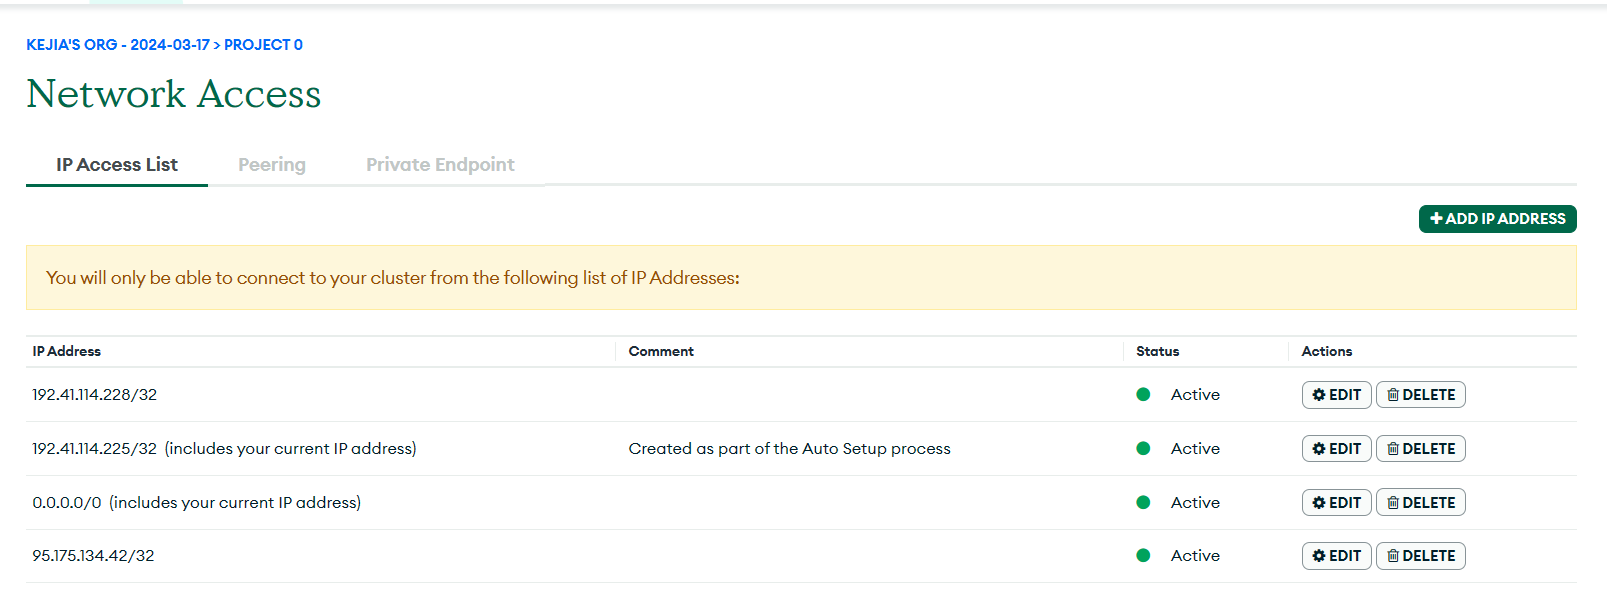 KEJIA'S ORG - 2024-03-17 > PROJECT 0
Network Access
IP Access List Peering Private Endpoint
+ ADD IP ADDRESS
You will only be able to connect to your cluster from the following list of IP Addresses:
IP Address Comment Status Actions
192.41.114.228/32 Active EDIT DELETE
192.41.114.225/32 (includes your current IP address) Created as part of the Auto Setup process Active EDIT DELETE
0.0.0.0/0 (includes your current IP address) Active EDIT DELETE
95.175.134.42/32 Active EDIT DELETE